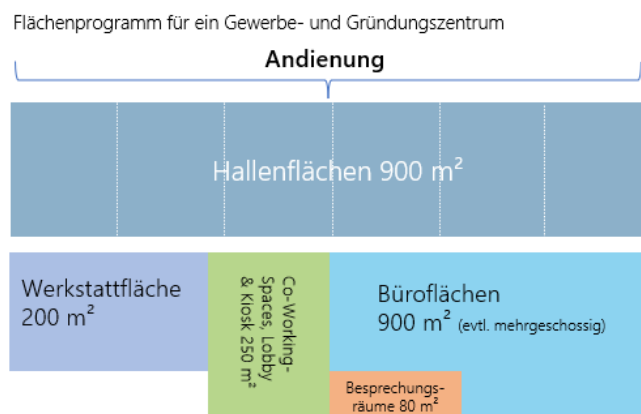 Flächenprogramm für ein Gewerbe- und Gründungszentrum
Andienung
Hallenflächen 900 m²
Werkstattfläche
200 m²
Co-Working-
Spaces, Lobby
& Kiosk 250 m²
Büroflächen
900 m² (evtl. mehrgeschossig)
Besprechungs-
räume 80 m²